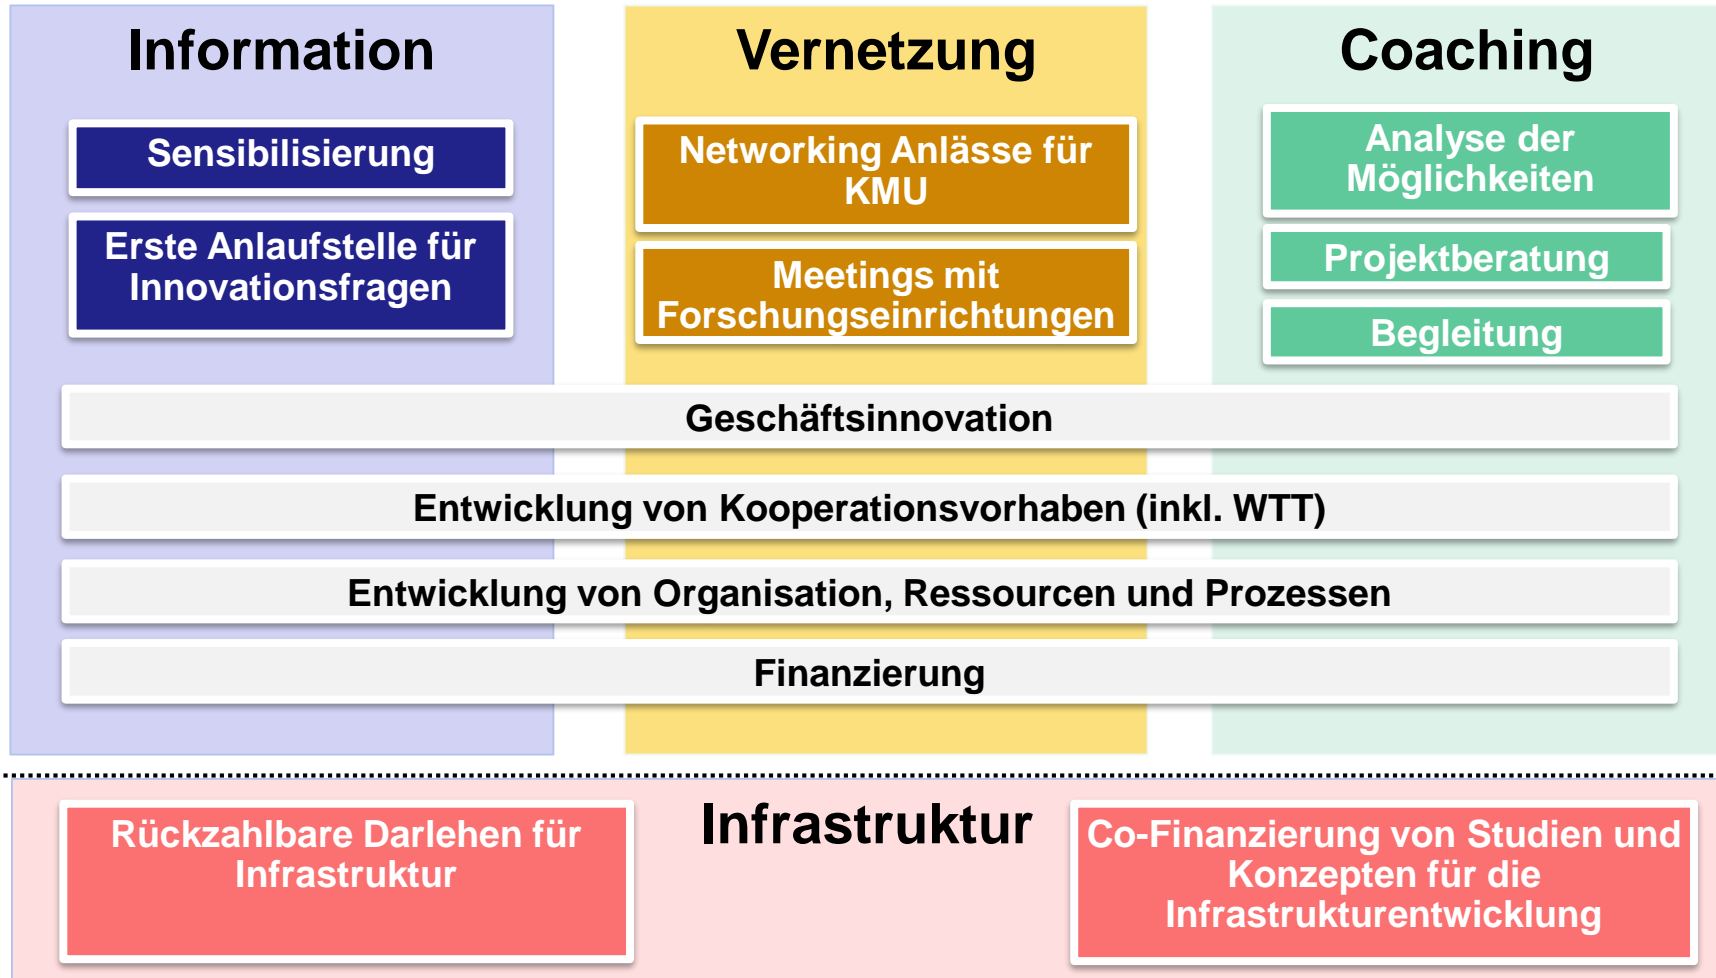 Information
Sensibilisierung
Erste Anlaufstelle für
Innovationsfragen
Vernetzung
Networking Anlässe für
KMU
Meetings mit
Forschungseinrichtungen
Coaching
Analyse der
Möglichkeiten
Projektberatung
Begleitung
Geschäftsinnovation
Entwicklung von Kooperationsvorhaben (inkl. WTT)
Entwicklung von Organisation, Ressourcen und Prozessen
Finanzierung
Infrastruktur
Rückzahlbare Darlehen für
Infrastruktur
Co-Finanzierung von Studien und
Konzepten für die
Infrastrukturentwicklung